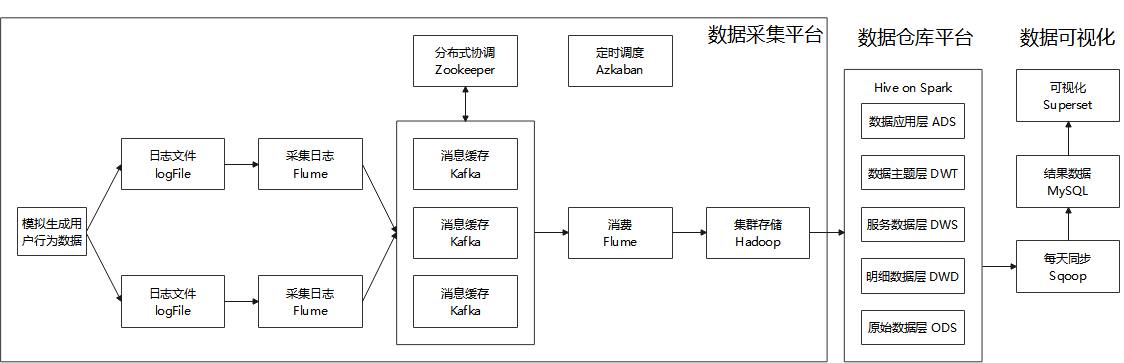 数据采集平台
数据仓库平台
数据可视化
分布式协调
Zookeeper
定时调度
Azkaban
模拟生成用
户行为数据
日志文件
logFile
采集日志
Flume
日志文件
logFile
采集日志
Flume
消息缓存
Kafka
消息缓存
Kafka
消息缓存
Kafka
消费
Flume
集群存储
Hadoop
Hive on Spark
数据应用层 ADS
数据主题层 DWT
服务数据层 DWS
明细数据层 DWD
原始数据层 ODS
可视化
Superset
结果数据
MySQL
每天同步
Sqoop